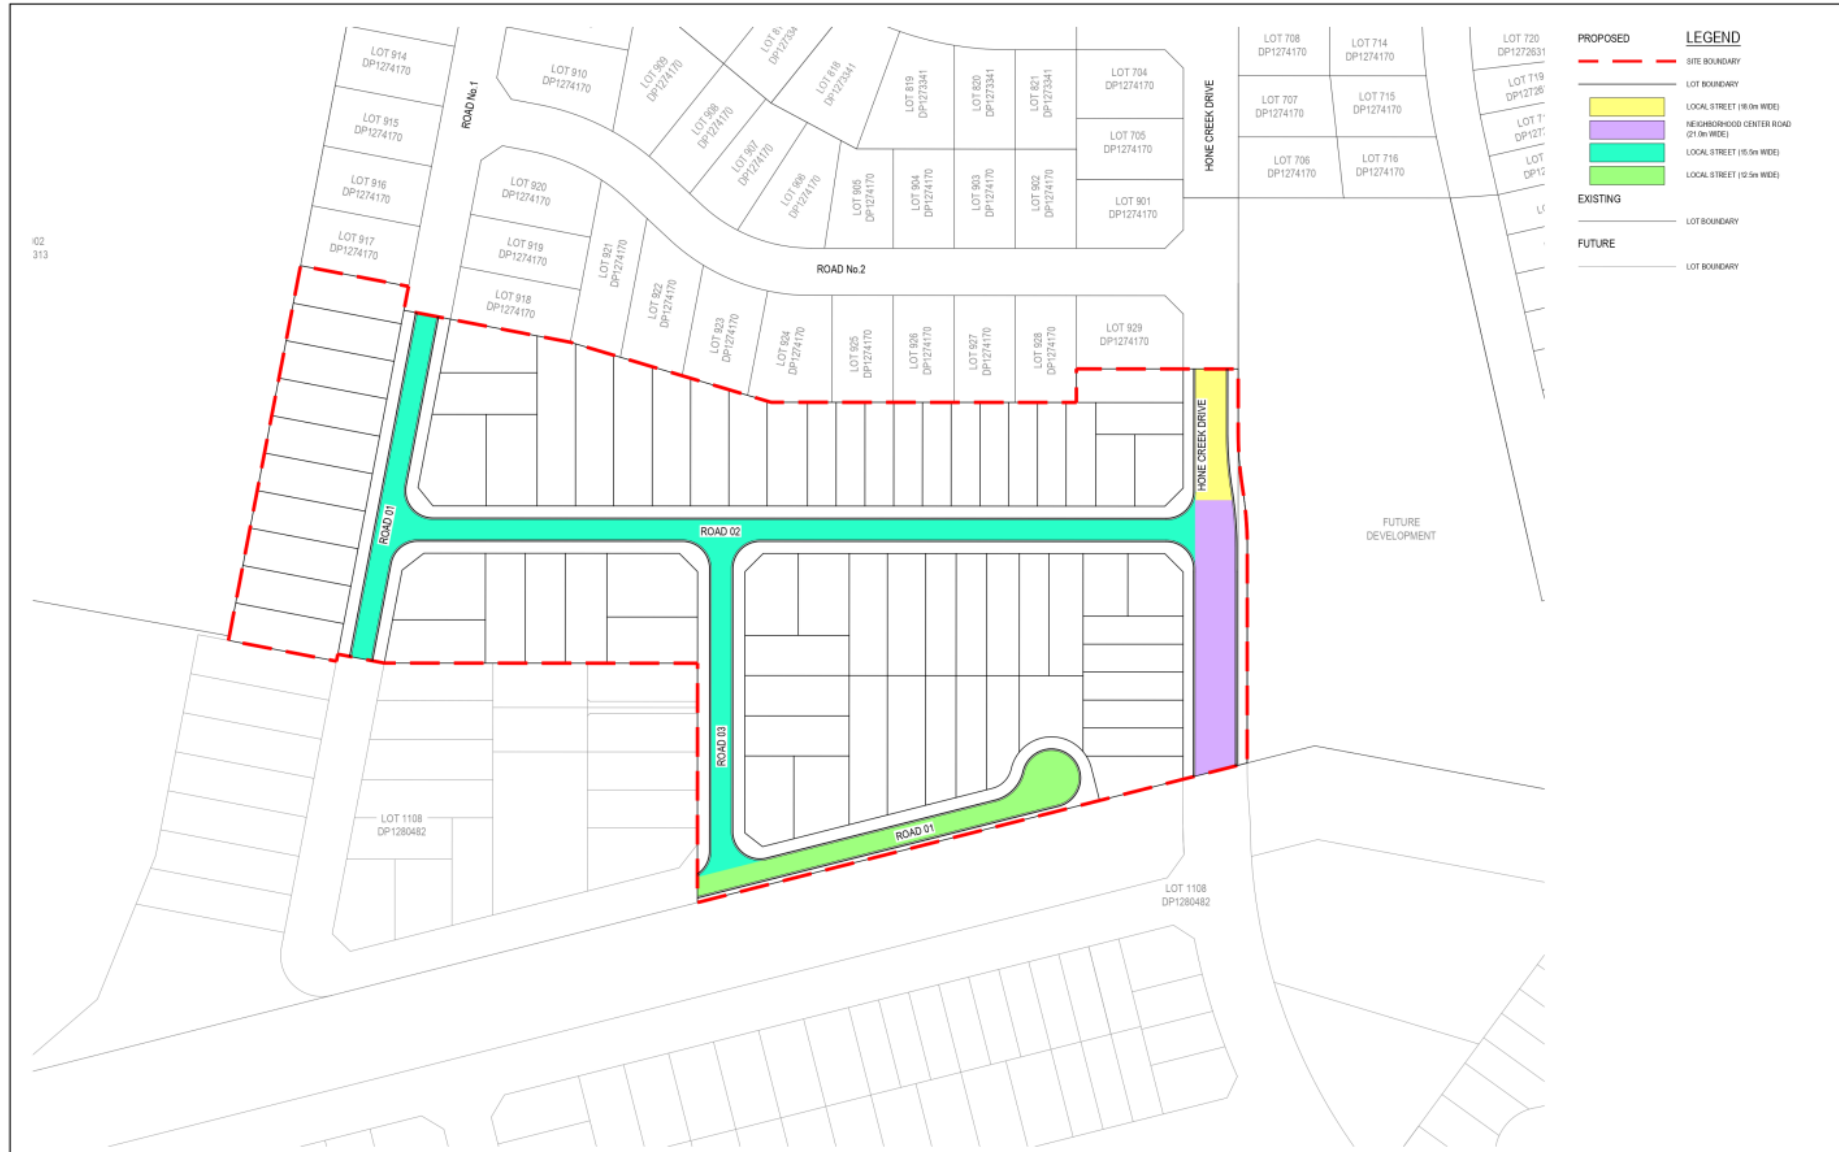 LOT 914
DP1274170
LOT 915
DP1274170
LOT 916
DP1274170
LOT 917
DP1274170
ROAD No.1
LOT 910
DP1274170
LOT 909
DP1274170
LOT 908
DP1274170
LOT 907
DP1274170
LOT 906
DP1274170
LOT 818
DP1273341
LOT 819
DP1273341
LOT 820
DP1273341
LOT 821
DP1273341
LOT 704
DP1274170
LOT 705
DP1274170
LOT 901
DP1274170
LOT 905
DP1274170
LOT 904
DP1274170
LOT 903
DP1274170
LOT 902
DP1274170
HONE CREEK DRIVE
LOT 708
DP1274170
LOT 714
DP1274170
LOT 707
DP1274170
LOT 715
DP1274170
LOT 706
DP1274170
LOT 716
DP1274170
LOT 720
DP1272631
LOT 719
LOT 920
DP1274170
LOT 919
DP1274170
LOT 918
DP1274170
LOT 921
DP1274170
LOT 922
DP1274170
LOT 923
DP1274170
LOT 924
DP1274170
LOT 925
DP1274170
LOT 926
DP1274170
LOT 927
DP1274170
LOT 928
DP1274170
LOT 929
DP1274170
ROAD No.2
313
HONE CREEK DRIVE
ROAD 01
ROAD 02
ROAD 03
ROAD 01
FUTURE
DEVELOPMENT
LOT 1108
DP1280482
LOT 1108
DP1280482
PROPOSED
LEGEND
SITE BOUNDARY
LOT BOUNDARY
LOCAL STREET (18.0m WIDE)
NEIGHBORHOOD CENTER ROAD
(21.0m WIDE)
LOCAL STREET (15.5m WIDE)
LOCAL STREET (12.5m WIDE)
EXISTING
LOT BOUNDARY
FUTURE
LOT BOUNDARY